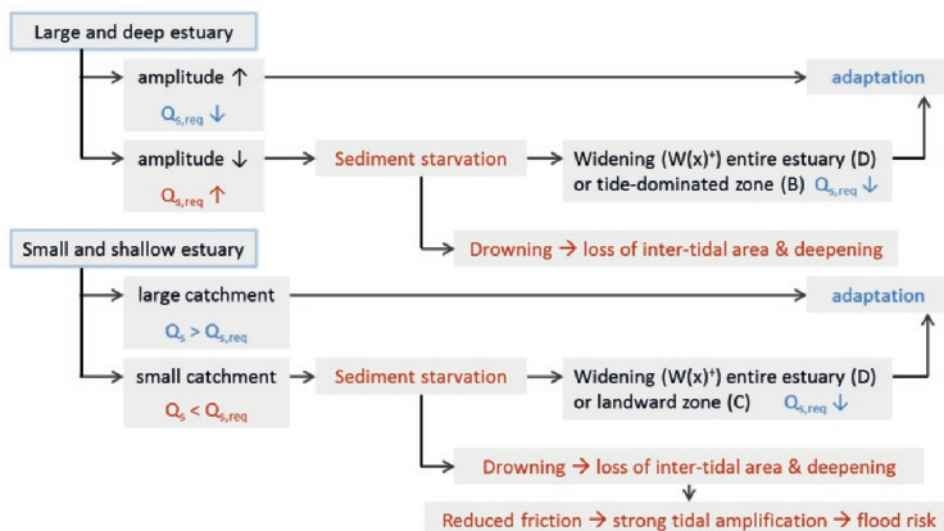 Large and deep estuary
amplitude ↑
adaptation
Qs,req ↓
amplitude ↓
Sediment starvation
Widening (W(x)⁺) entire estuary (D)
or tide-dominated zone (B) Qs,req ↓
Qs,req ↑
Drowning → loss of inter-tidal area & deepening
Small and shallow estuary
large catchment
adaptation
Qs > Qs,req
small catchment
Sediment starvation
Widening (W(x)⁺) entire estuary (D)
or landward zone (C) Qs,req ↓
Qs < Qs,req
Drowning → loss of inter-tidal area & deepening
Reduced friction → strong tidal amplification → flood risk